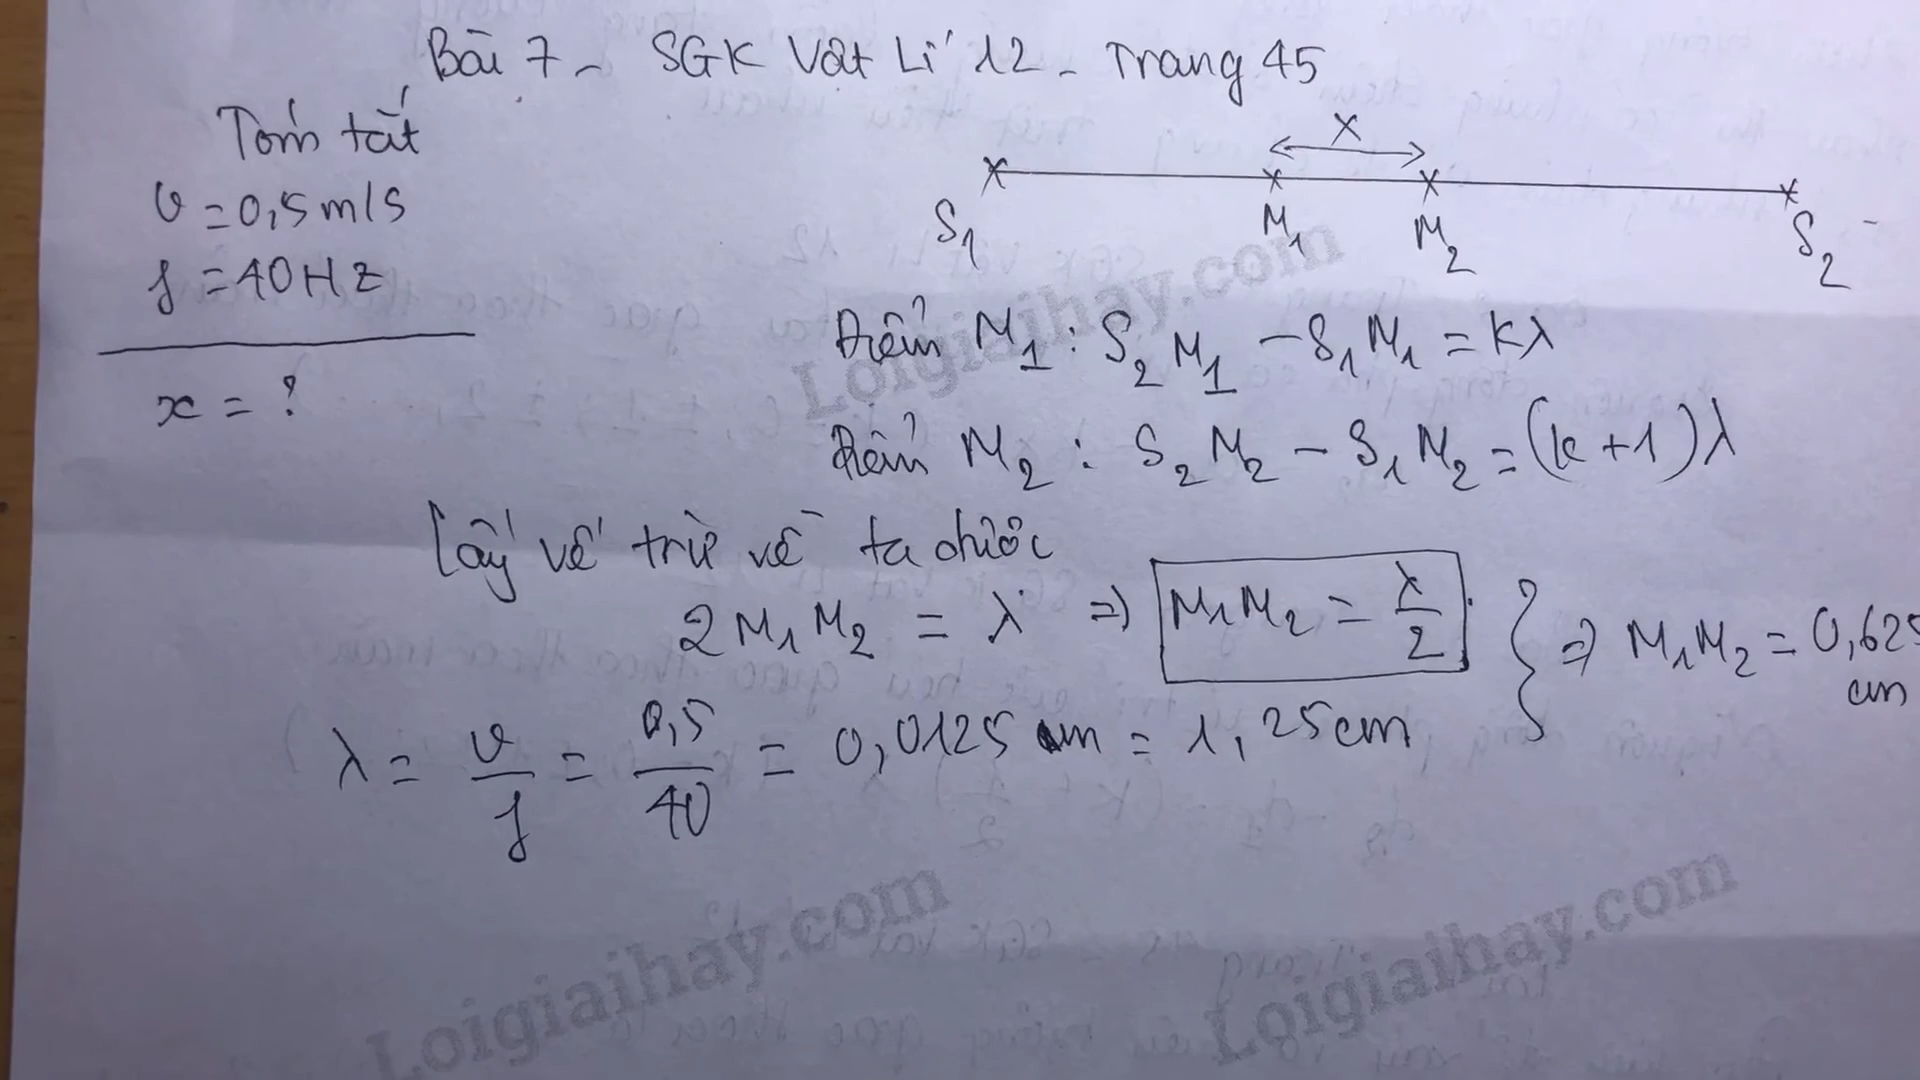 Bài 7 - SGK Vật Lí 12 - Trang 45
Tóm tắt
v = 0,5 m/s
f = 40 Hz
x = ?
x
S1 M1 M2 S2
Điểm M1 : S2M1 - S1M1 = kλ
Điểm M2 : S2M2 - S1M2 = (k+1)λ
Lấy vế trừ vế ta được
2M1M2 = λ => M1M2 = λ/2 } => M1M2 = 0,625 cm
λ = v/f = 0,5/40 = 0,0125 m = 1,25cm
Loigiaihay.com
Loigiaihay.com
Loigiaihay.com